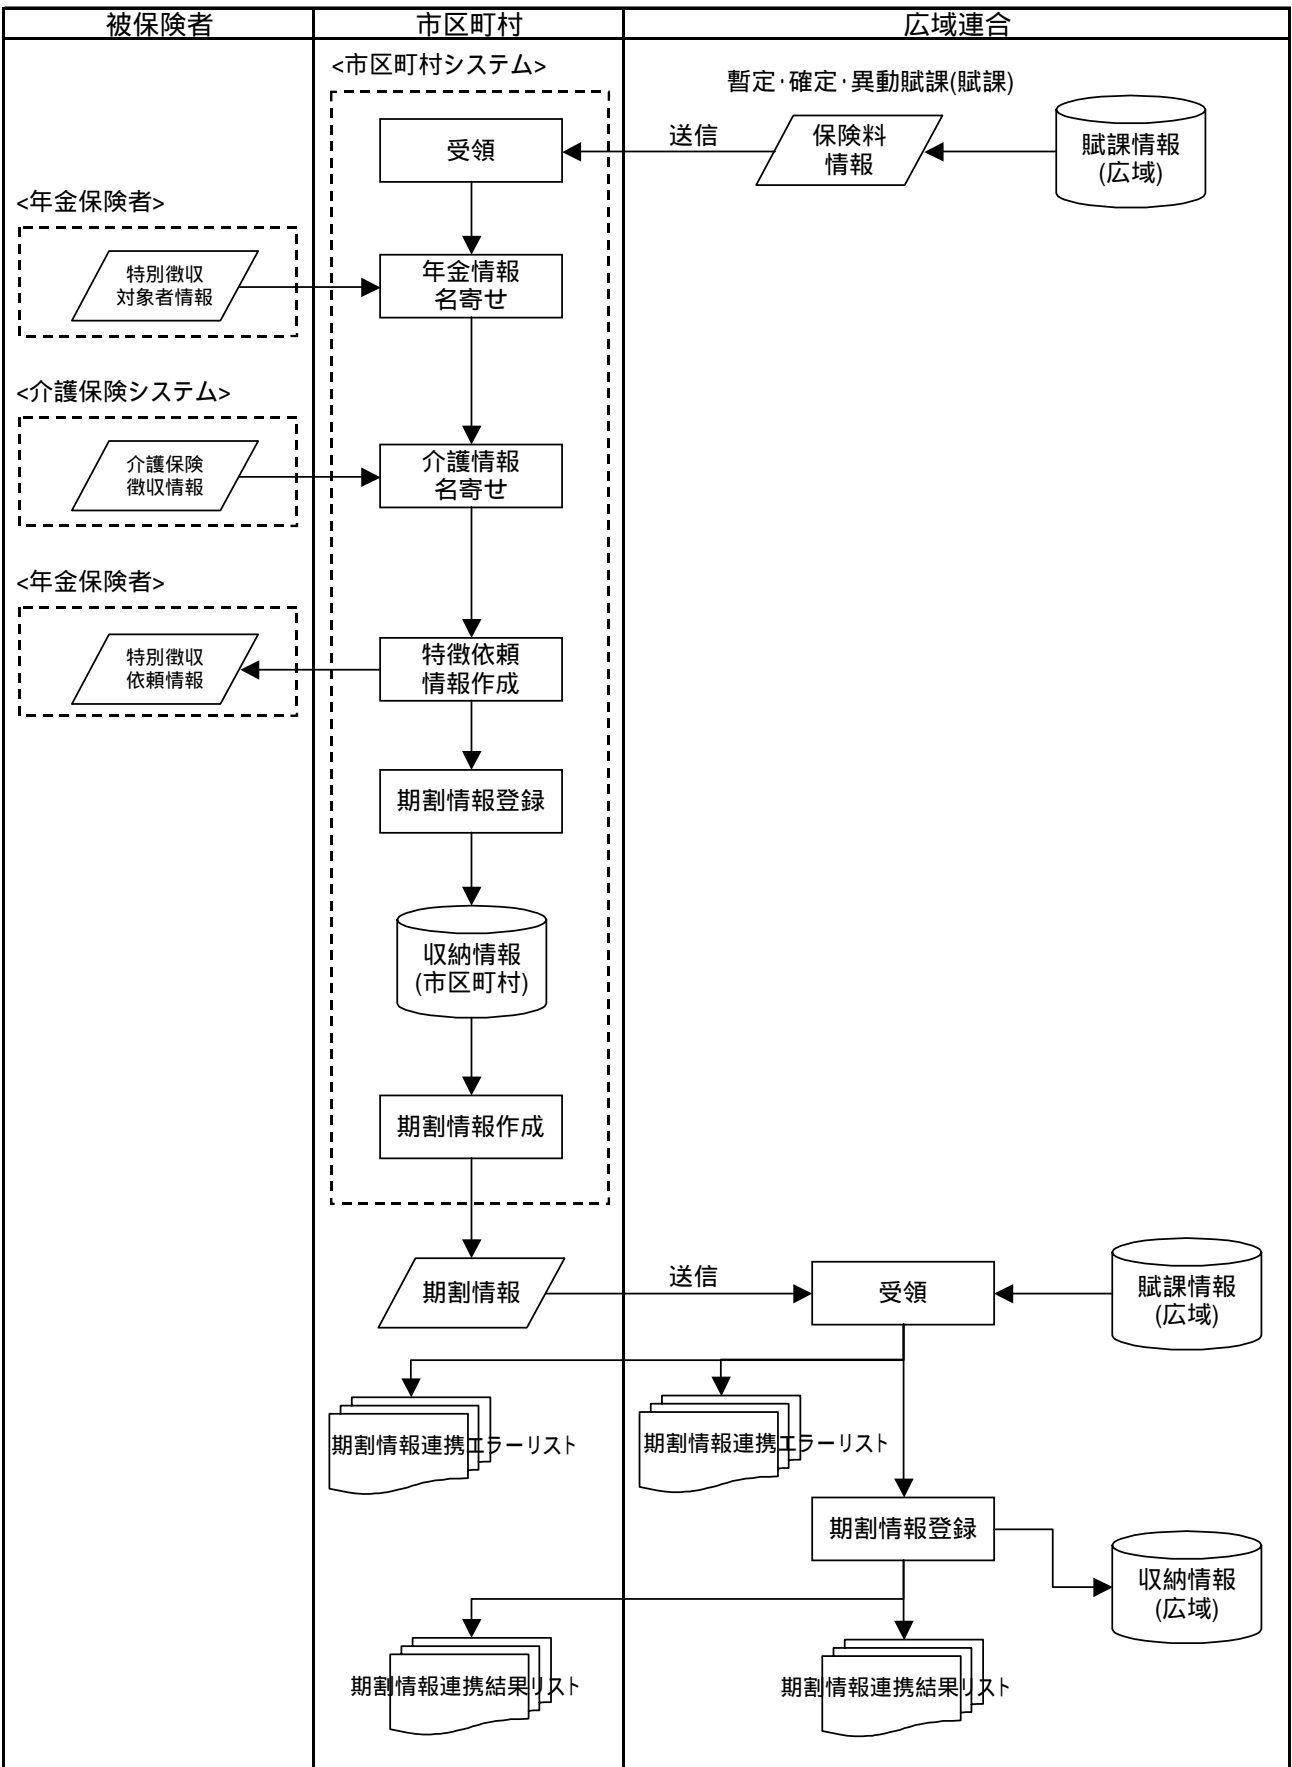 被保険者
市区町村
広域連合
<市区町村システム>
暫定・確定・異動賦課(賦課)
受領
送信
保険料
情報
賦課情報
(広域)
<年金保険者>
特別徴収
対象者情報
年金情報
名寄せ
<介護保険システム>
介護保険
徴収情報
介護情報
名寄せ
<年金保険者>
特別徴収
依頼情報
特徴依頼
情報作成
期割情報登録
収納情報
(市区町村)
期割情報作成
期割情報
送信
受領
賦課情報
(広域)
期割情報連携エラーリスト
期割情報連携エラーリスト
期割情報登録
収納情報
(広域)
期割情報連携結果リスト
期割情報連携結果リスト